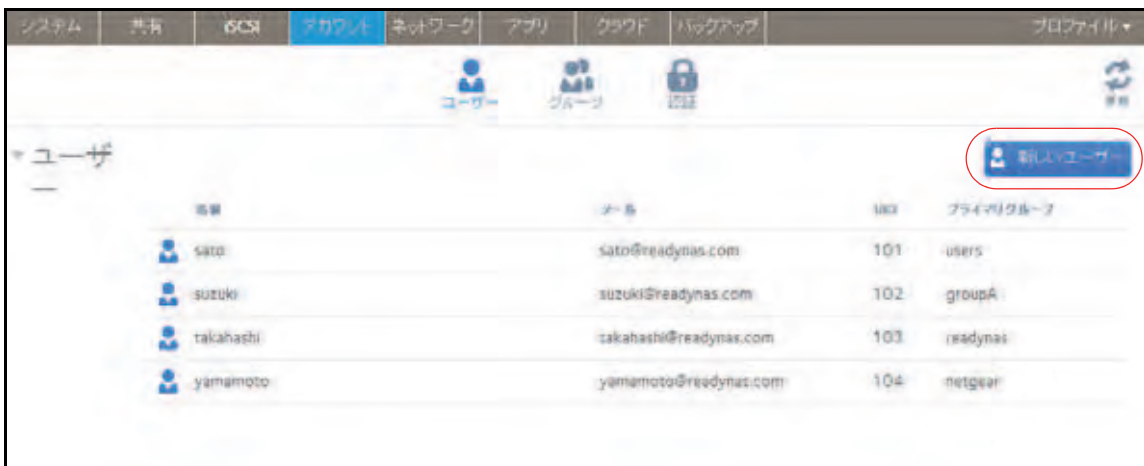 システム 共有 iSCSI アカウント ネットワーク アプリ クラウド バックアップ プロファイル
ユーザー グループ 認証 更新
ユーザ
ー
新しいユーザー
名前 メール UID プライマリグループ
sato sato@readynas.com 101 users
suzuki suzuki@readynas.com 102 groupA
takahashi takahashi@readynas.com 103 readynas
yamamoto yamamoto@readynas.com 104 netgear